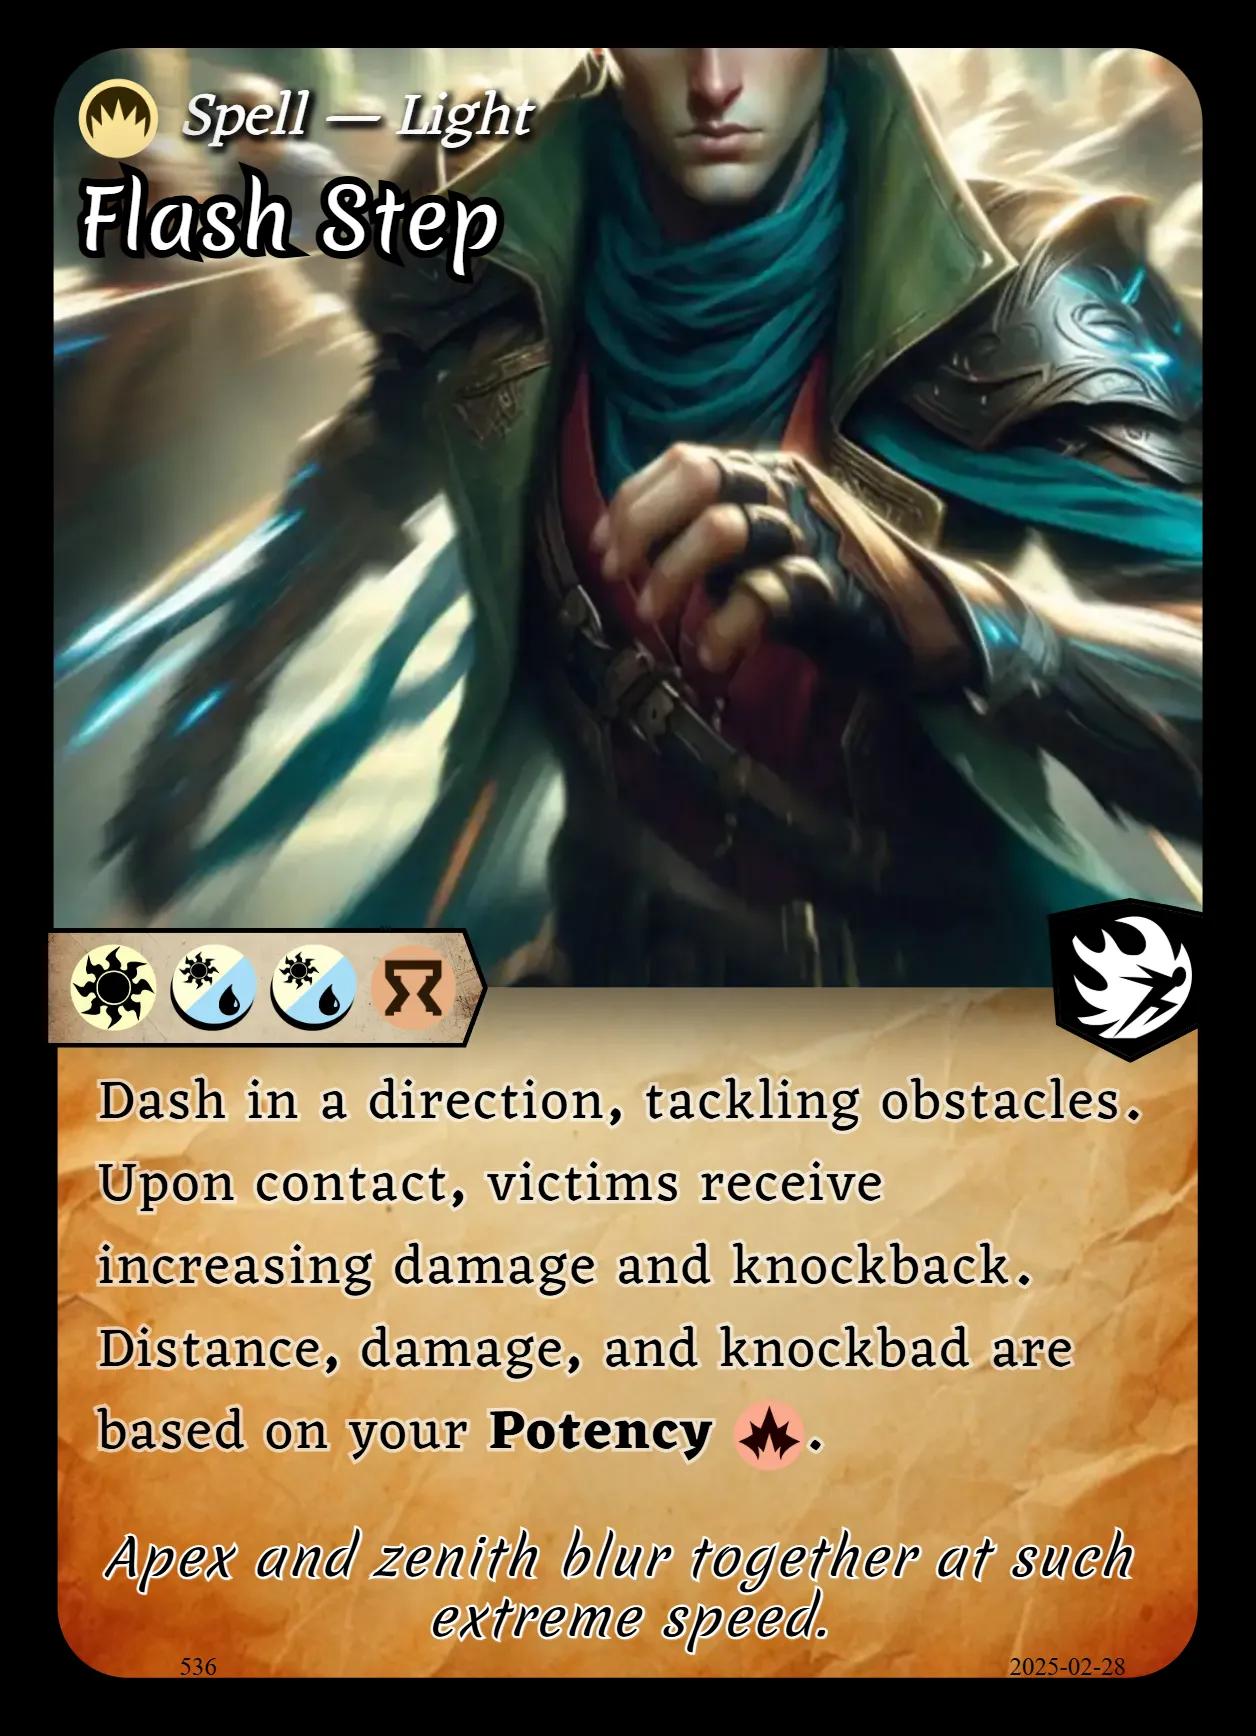 Spell — Light
Flash Step
Dash in a direction, tackling obstacles.
Upon contact, victims receive
increasing damage and knockback.
Distance, damage, and knockbad are
based on your Potency .
Apex and zenith blur together at such
extreme speed.
536
2025-02-28